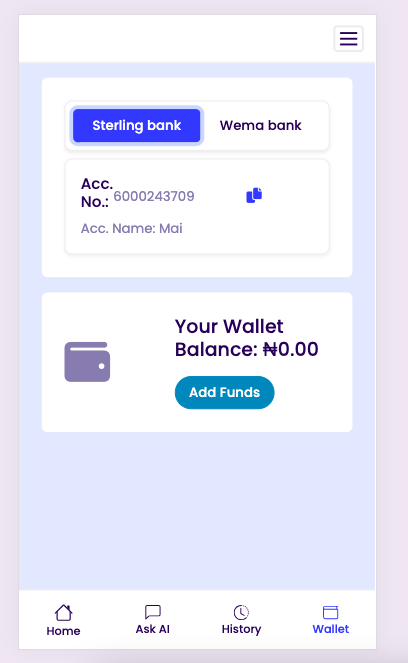 Sterling bank Wema bank
Acc.
No.: 6000243709
Acc. Name: Mai
Your Wallet
Balance: ₦0.00
Add Funds
Home Ask AI History Wallet